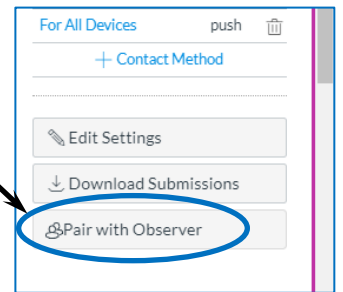 For All Devices push
+ Contact Method
Edit Settings
Download Submissions
Pair with Observer